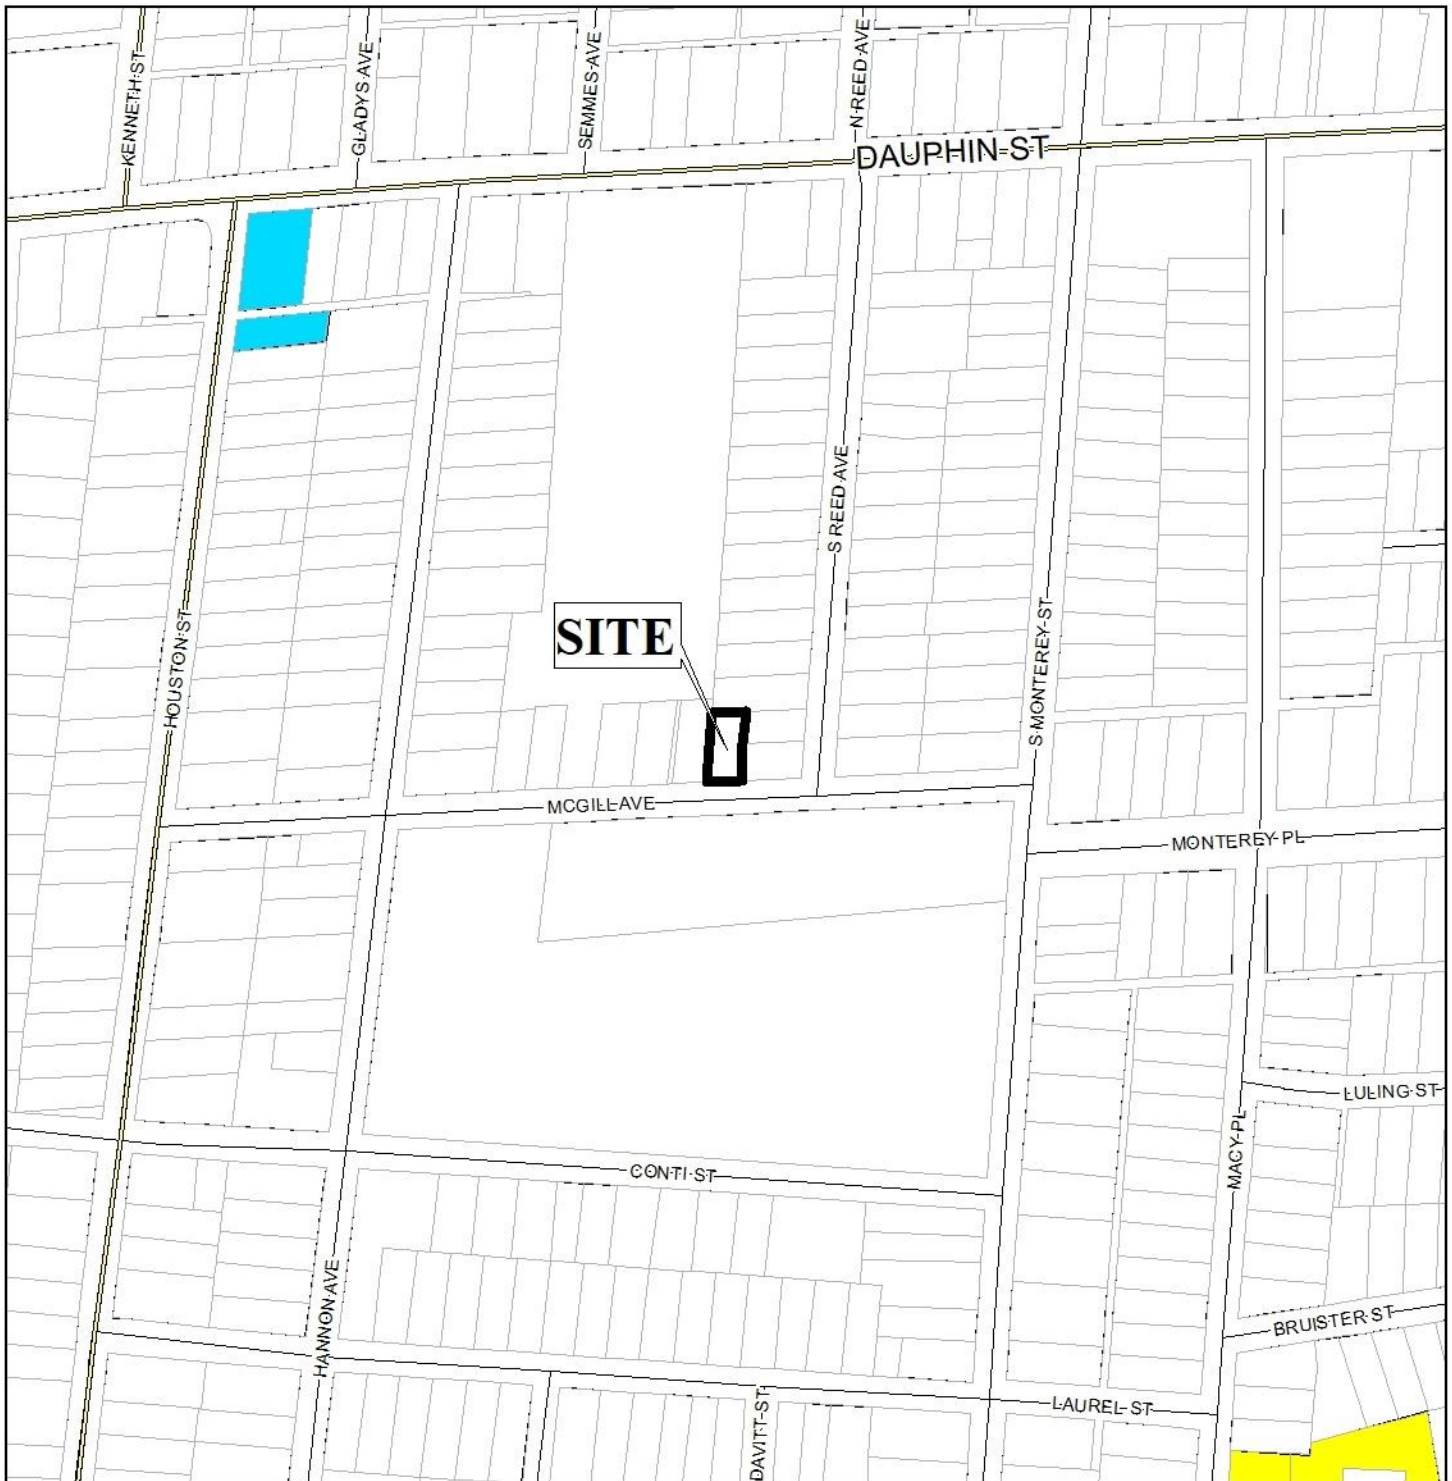 KENNETH ST
GLADYS AVE
SEMMES AVE
N REED AVE
DAUPHIN ST
S REED AVE
SITE
HOUSTON ST
S MONTEREY ST
MCGILL AVE
MONTEREY PL
LULING ST
MACY PL
CONTI ST
HANNON AVE
BRUISTER ST
LAUREL ST
DAVITT ST